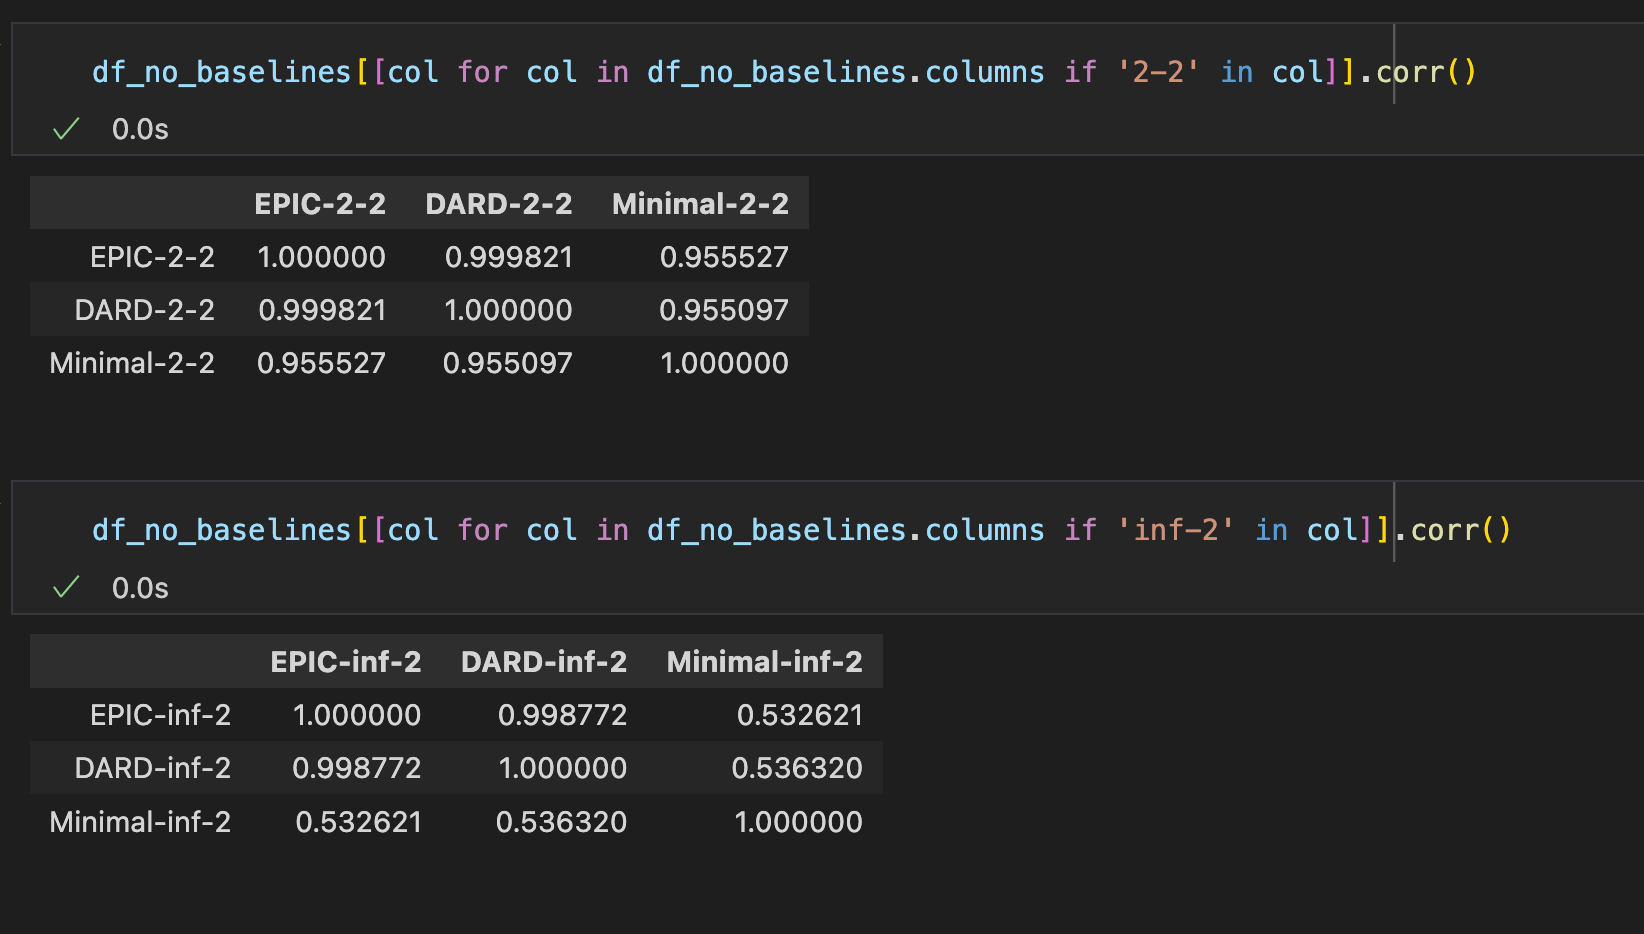 df_no_baselines[[col for col in df_no_baselines.columns if '2-2' in col]].corr()
0.0s
EPIC-2-2 DARD-2-2 Minimal-2-2
EPIC-2-2 1.000000 0.999821 0.955527
DARD-2-2 0.999821 1.000000 0.955097
Minimal-2-2 0.955527 0.955097 1.000000
df_no_baselines[[col for col in df_no_baselines.columns if 'inf-2' in col]].corr()
0.0s
EPIC-inf-2 DARD-inf-2 Minimal-inf-2
EPIC-inf-2 1.000000 0.998772 0.532621
DARD-inf-2 0.998772 1.000000 0.536320
Minimal-inf-2 0.532621 0.536320 1.000000